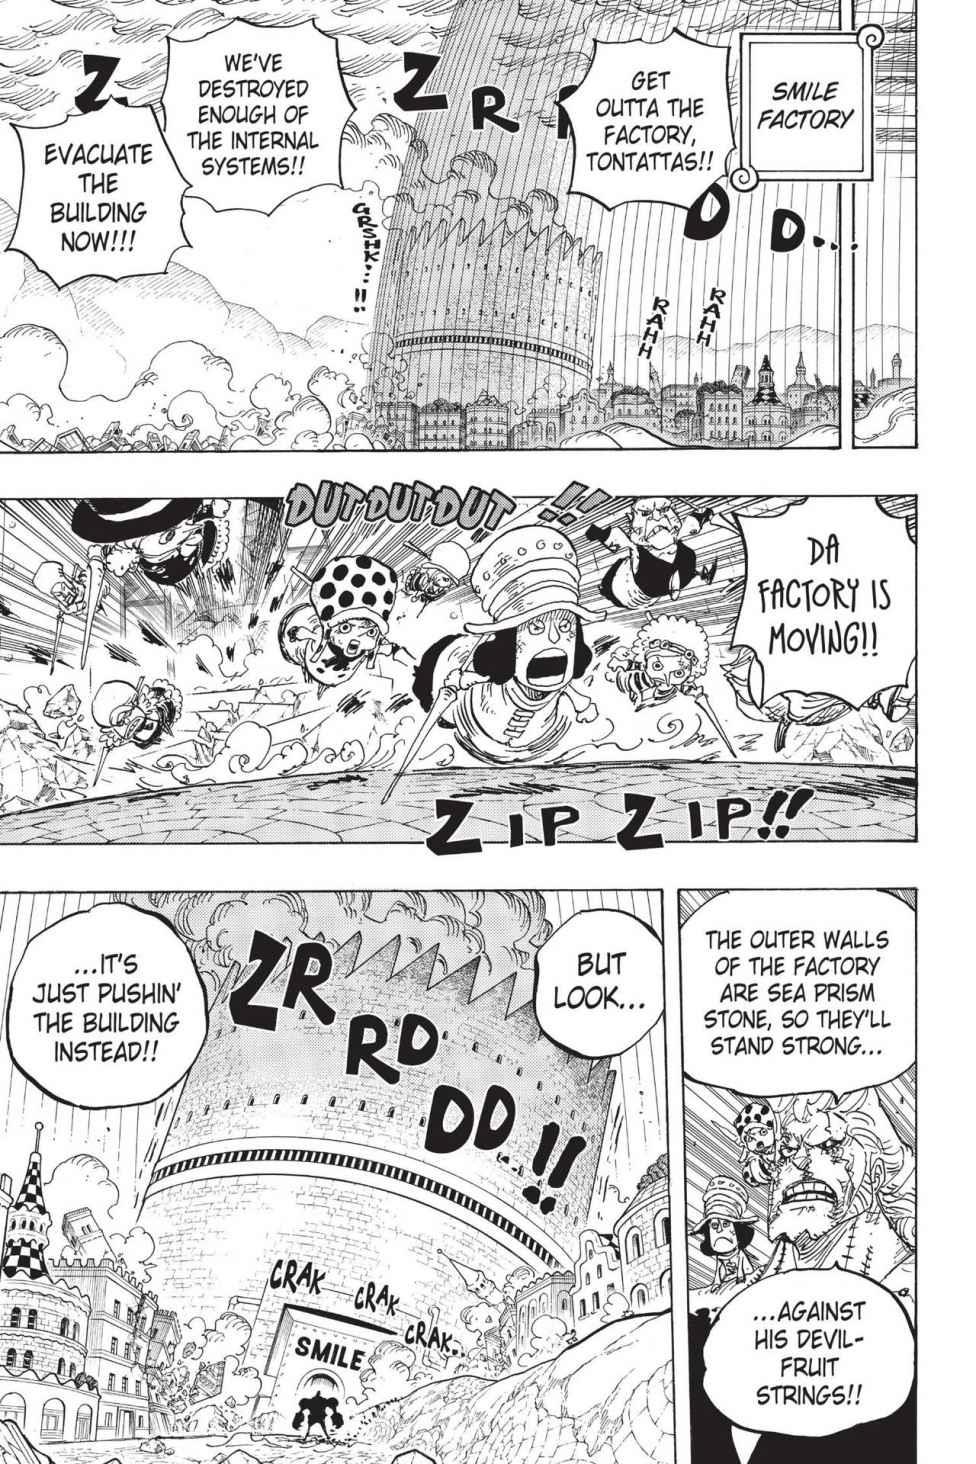 SMILE
FACTORY
GET
OUTTA THE
FACTORY,
TONTATTAS!!
WE'VE
DESTROYED
ENOUGH OF
THE INTERNAL
SYSTEMS!!
EVACUATE
THE
BUILDING
NOW!!!
Z
ZR
D D...
GRSHK...!!
RAHH
RAHH
DUTDUTDUT!!
DA
FACTORY IS
MOVING!!
ZIP ZIP!!
THE OUTER WALLS
OF THE FACTORY
ARE SEA PRISM
STONE, SO THEY'LL
STAND STRONG...
...AGAINST
HIS DEVIL-
FRUIT
STRINGS!!
BUT
LOOK...
...IT'S
JUST PUSHIN'
THE BUILDING
INSTEAD!!
ZR
RD
DD...!!
CRAK
CRAK
CRAK...
SMILE